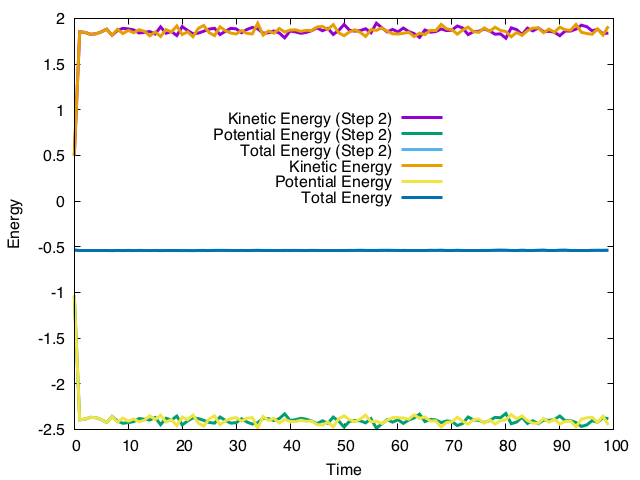 2
1.5
1
0.5
0
-0.5
-1
-1.5
-2
-2.5
Energy
Kinetic Energy (Step 2)
Potential Energy (Step 2)
Total Energy (Step 2)
Kinetic Energy
Potential Energy
Total Energy
0 10 20 30 40 50 60 70 80 90 100
Time